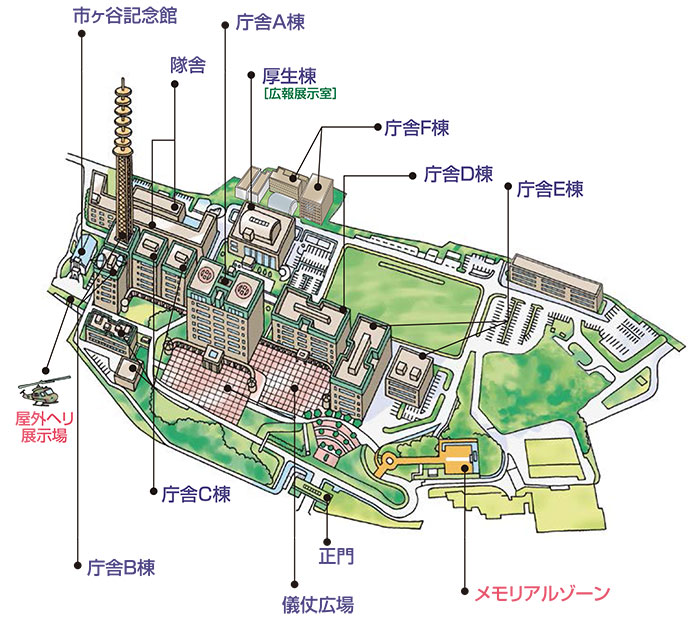 市ヶ谷記念館
庁舎A棟
隊舎
厚生棟
[広報展示室]
庁舎F棟
庁舎D棟
庁舎E棟
屋外ヘリ
展示場
庁舎C棟
庁舎B棟
正門
儀仗広場
メモリアルゾーン